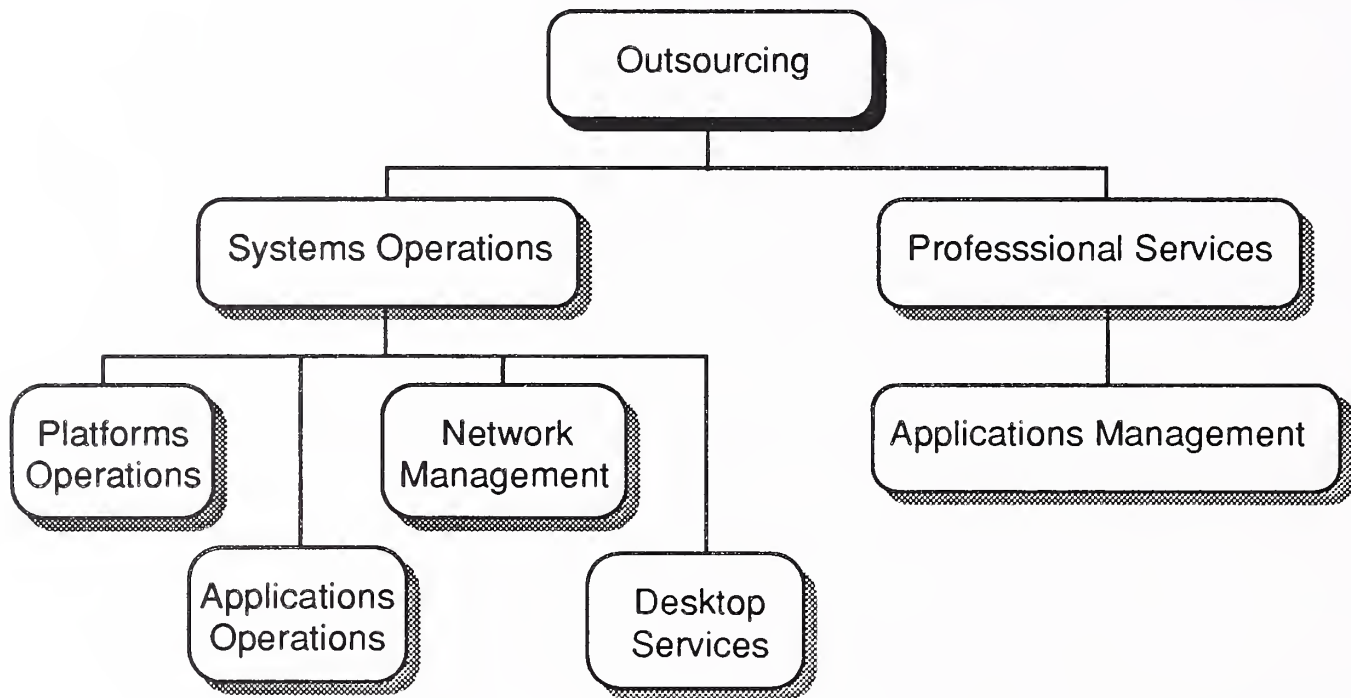 Outsourcing
Systems Operations
Professsional Services
Platforms
Operations
Network
Management
Applications Management
Applications
Operations
Desktop
Services